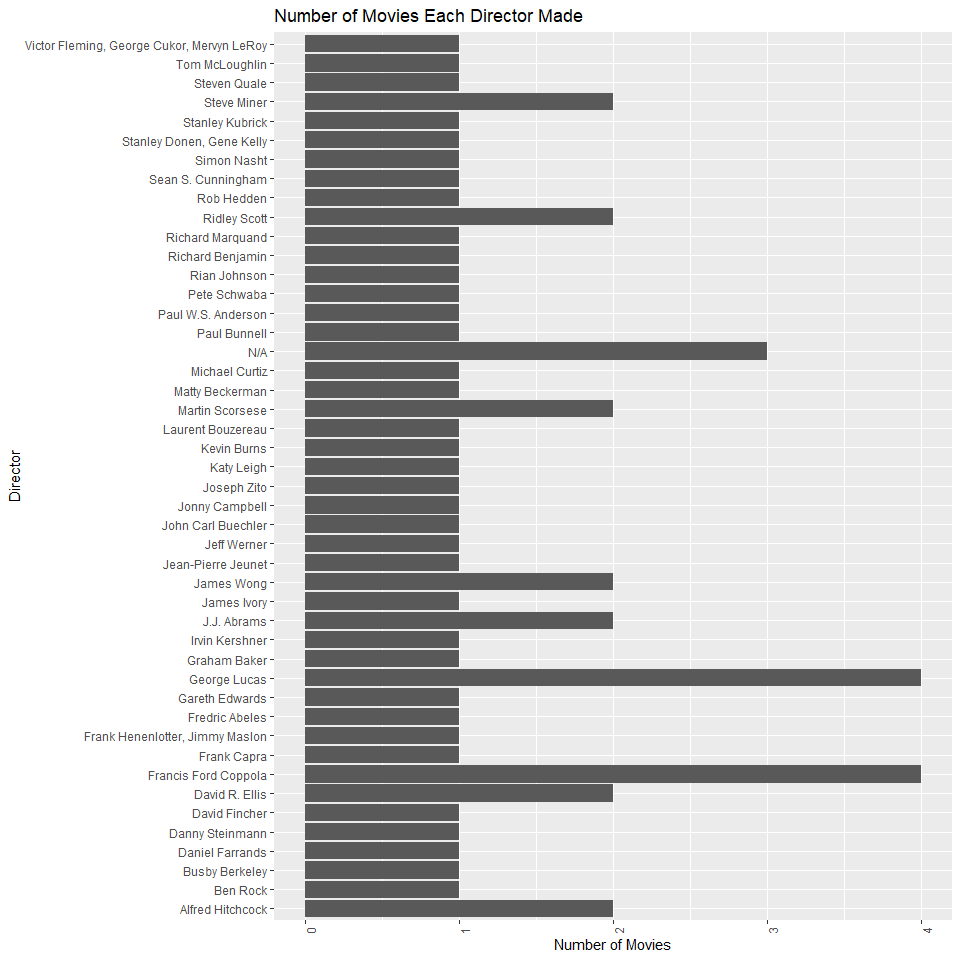 Number of Movies Each Director Made
Victor Fleming, George Cukor, Mervyn LeRoy
Tom McLoughlin
Steven Quale
Steve Miner
Stanley Kubrick
Stanley Donen, Gene Kelly
Simon Nasht
Sean S. Cunningham
Rob Hedden
Ridley Scott
Richard Marquand
Richard Benjamin
Rian Johnson
Pete Schwaba
Paul W.S. Anderson
Paul Bunnell
N/A
Michael Curtiz
Matty Beckerman
Martin Scorsese
Laurent Bouzereau
Kevin Burns
Katy Leigh
Joseph Zito
Jonny Campbell
John Carl Buechler
Jeff Werner
Jean-Pierre Jeunet
James Wong
James Ivory
J.J. Abrams
Irvin Kershner
Graham Baker
George Lucas
Gareth Edwards
Fredric Abeles
Frank Henenlotter, Jimmy Maslon
Frank Capra
Francis Ford Coppola
David R. Ellis
David Fincher
Danny Steinmann
Daniel Farrands
Busby Berkeley
Ben Rock
Alfred Hitchcock
Director
0 1 2 3 4
Number of Movies